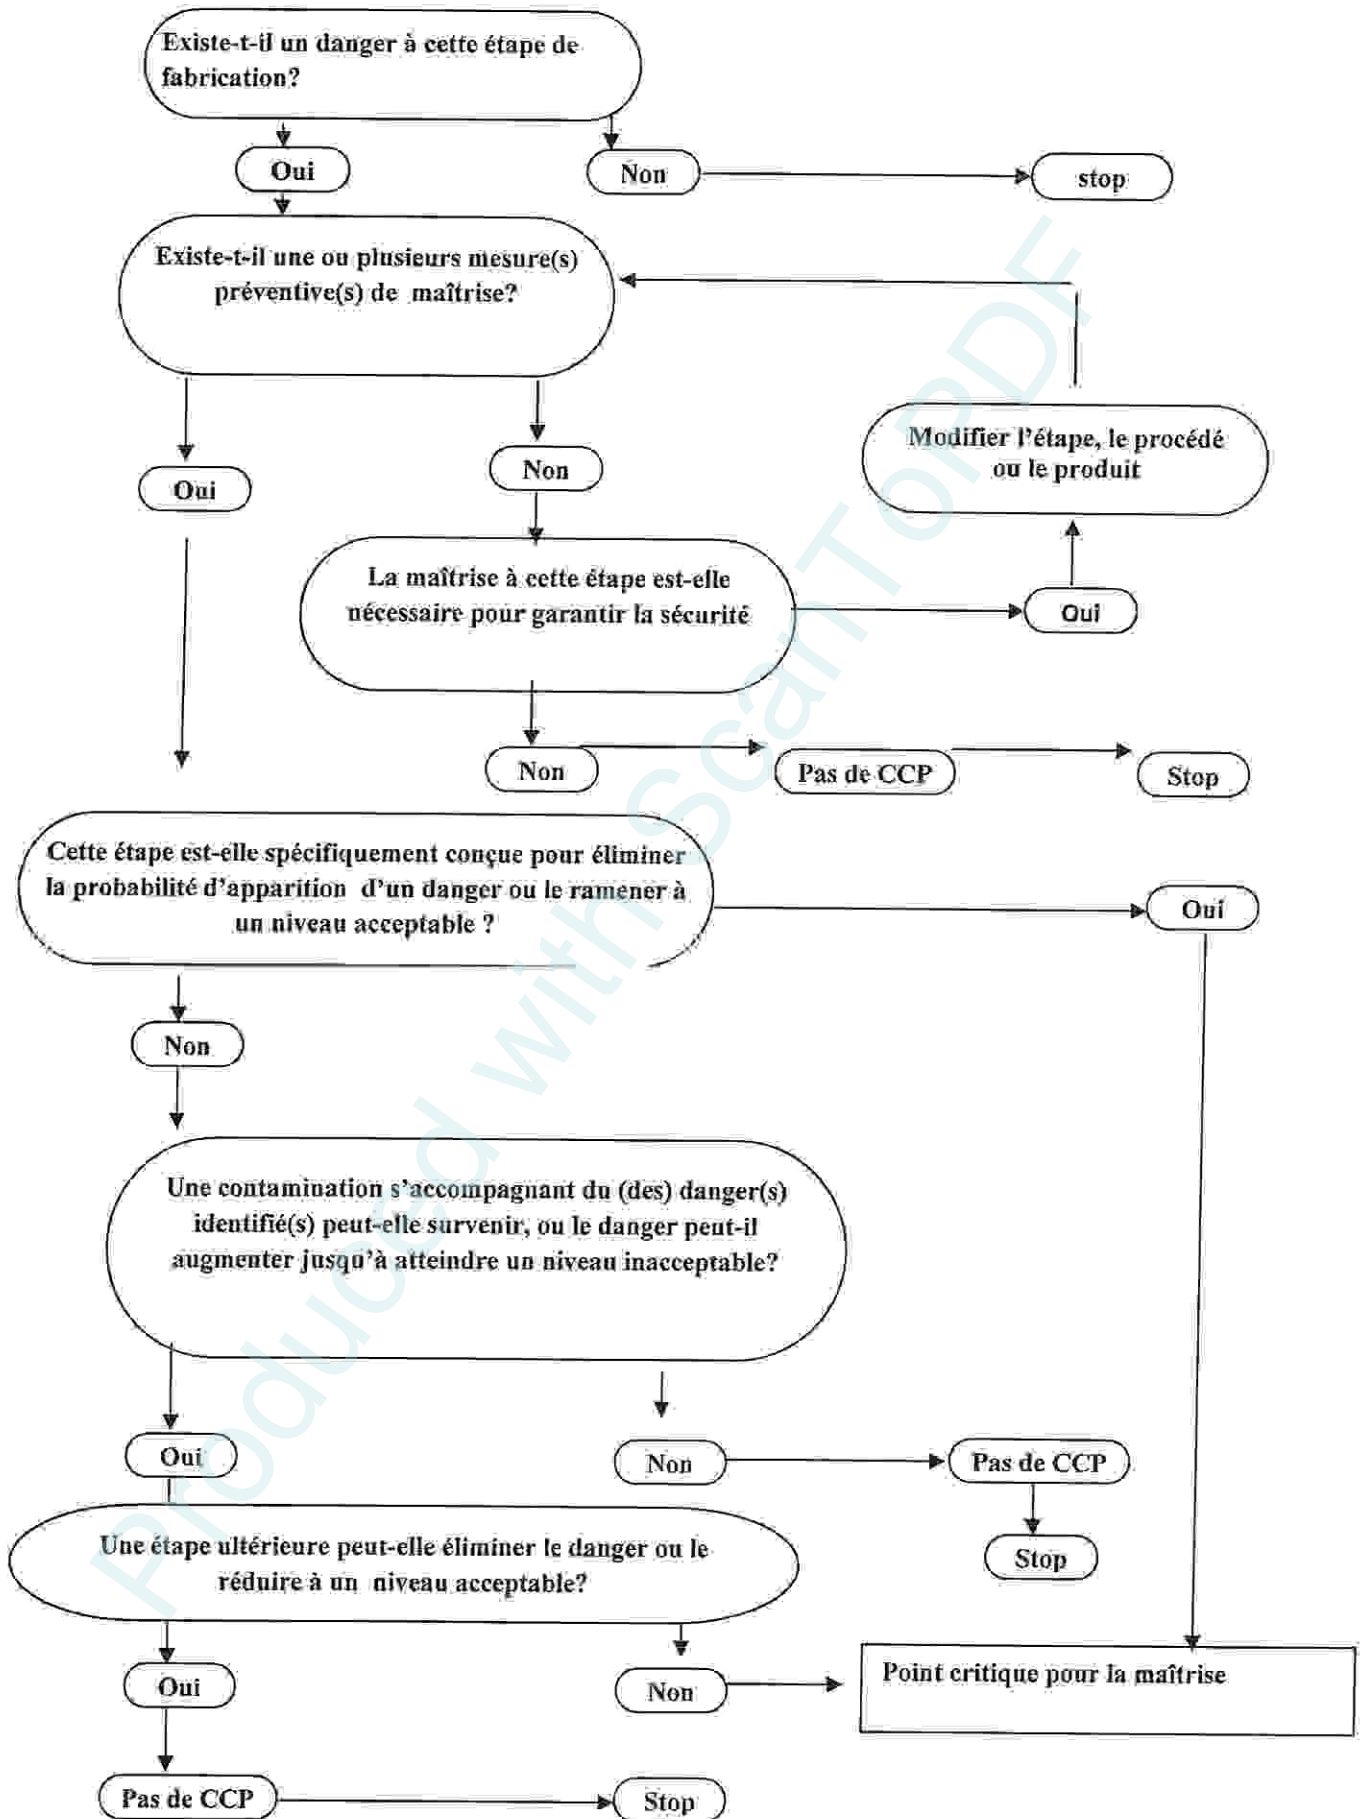 Existe-t-il un danger à cette étape de
fabrication?
Oui
Non
stop
Existe-t-il une ou plusieurs mesure(s)
préventive(s) de maîtrise?
Oui
Non
Modifier l'étape, le procédé
ou le produit
La maîtrise à cette étape est-elle
nécessaire pour garantir la sécurité
Oui
Non
Pas de CCP
Stop
Cette étape est-elle spécifiquement conçue pour éliminer
la probabilité d'apparition d'un danger ou le ramener à
un niveau acceptable ?
Oui
Non
Une contamination s'accompagnant du (des) danger(s)
identifié(s) peut-elle survenir, ou le danger peut-il
augmenter jusqu'à atteindre un niveau inacceptable?
Oui
Non
Pas de CCP
Stop
Une étape ultérieure peut-elle éliminer le danger ou le
réduire à un niveau acceptable?
Oui
Non
Point critique pour la maîtrise
Pas de CCP
Stop
Produced with ScanToPDF